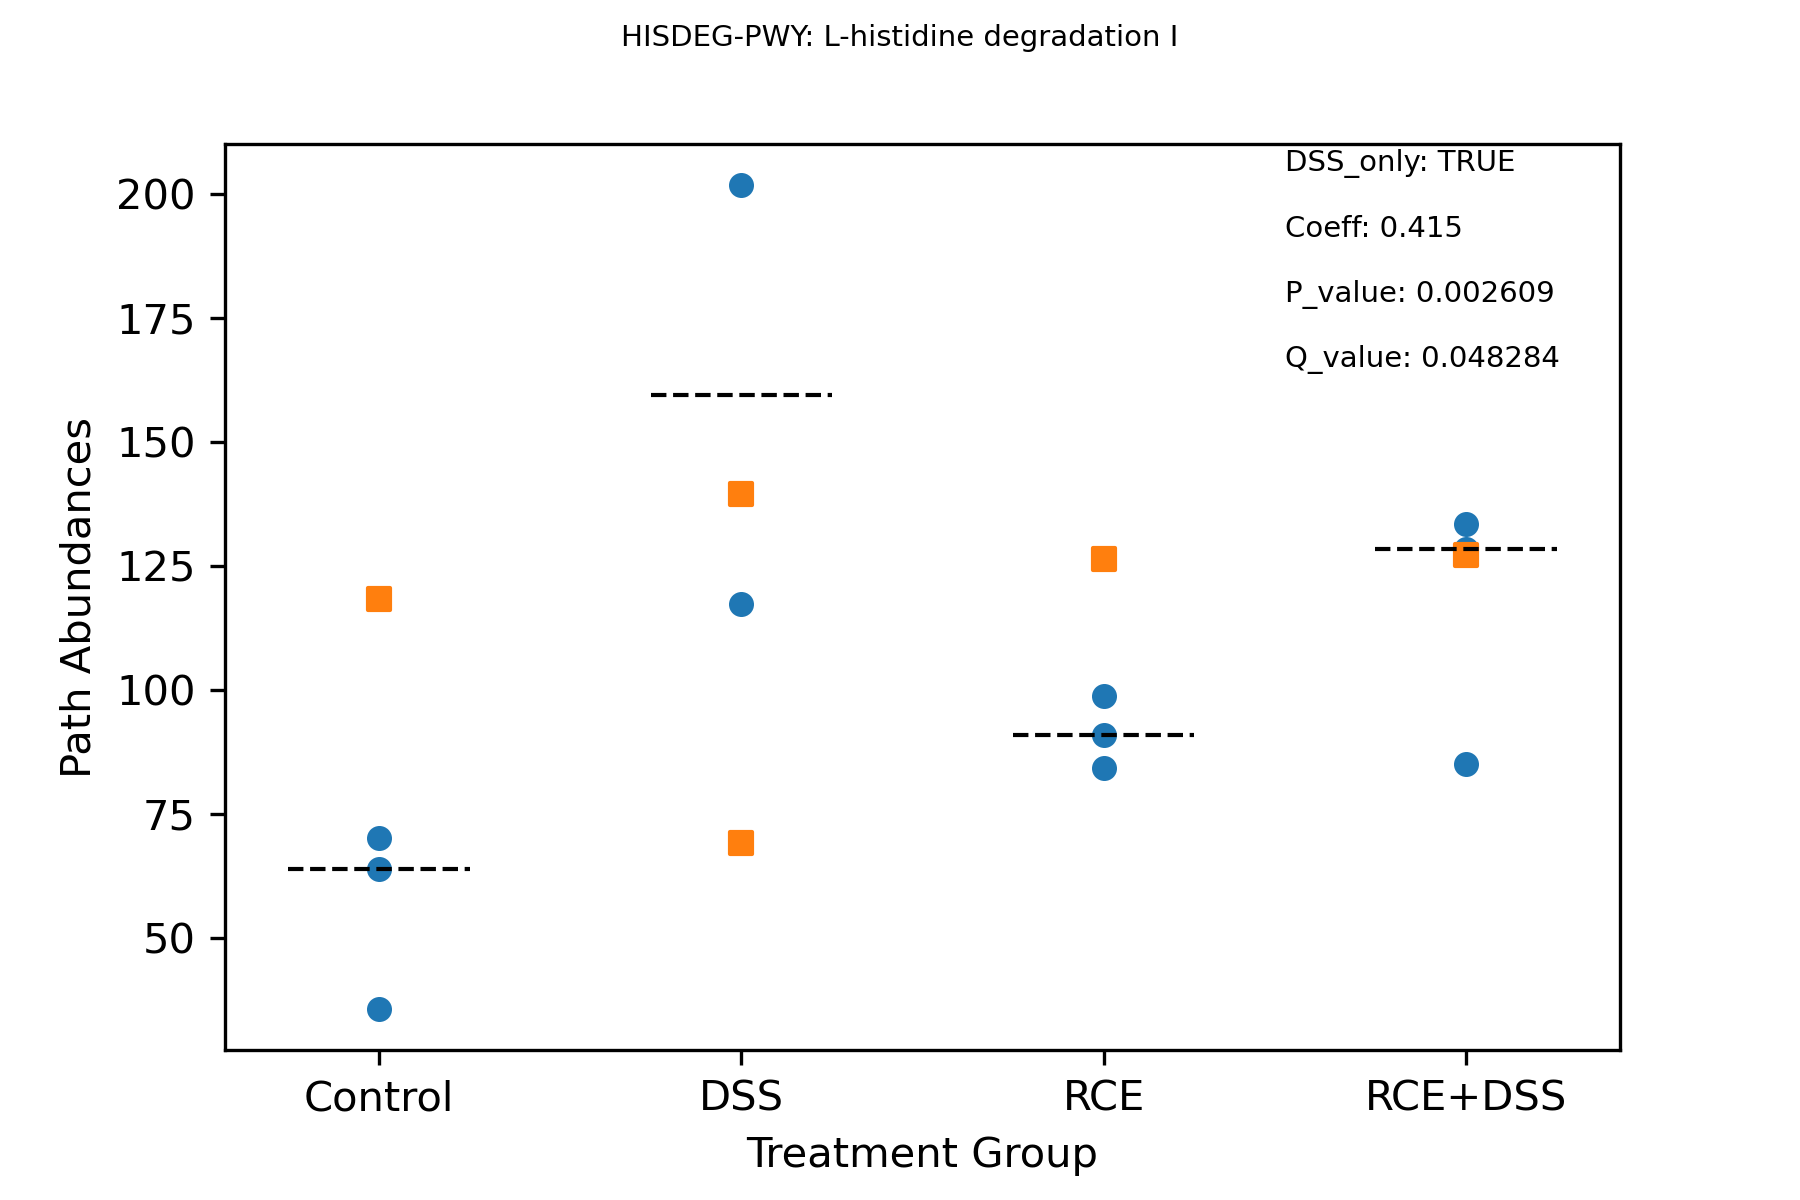 HISDEG-PWY: L-histidine degradation I
DSS_only: TRUE
Coeff: 0.415
P_value: 0.002609
Q_value: 0.048284
Path Abundances
200
175
150
125
100
75
50
Control DSS RCE RCE+DSS
Treatment Group